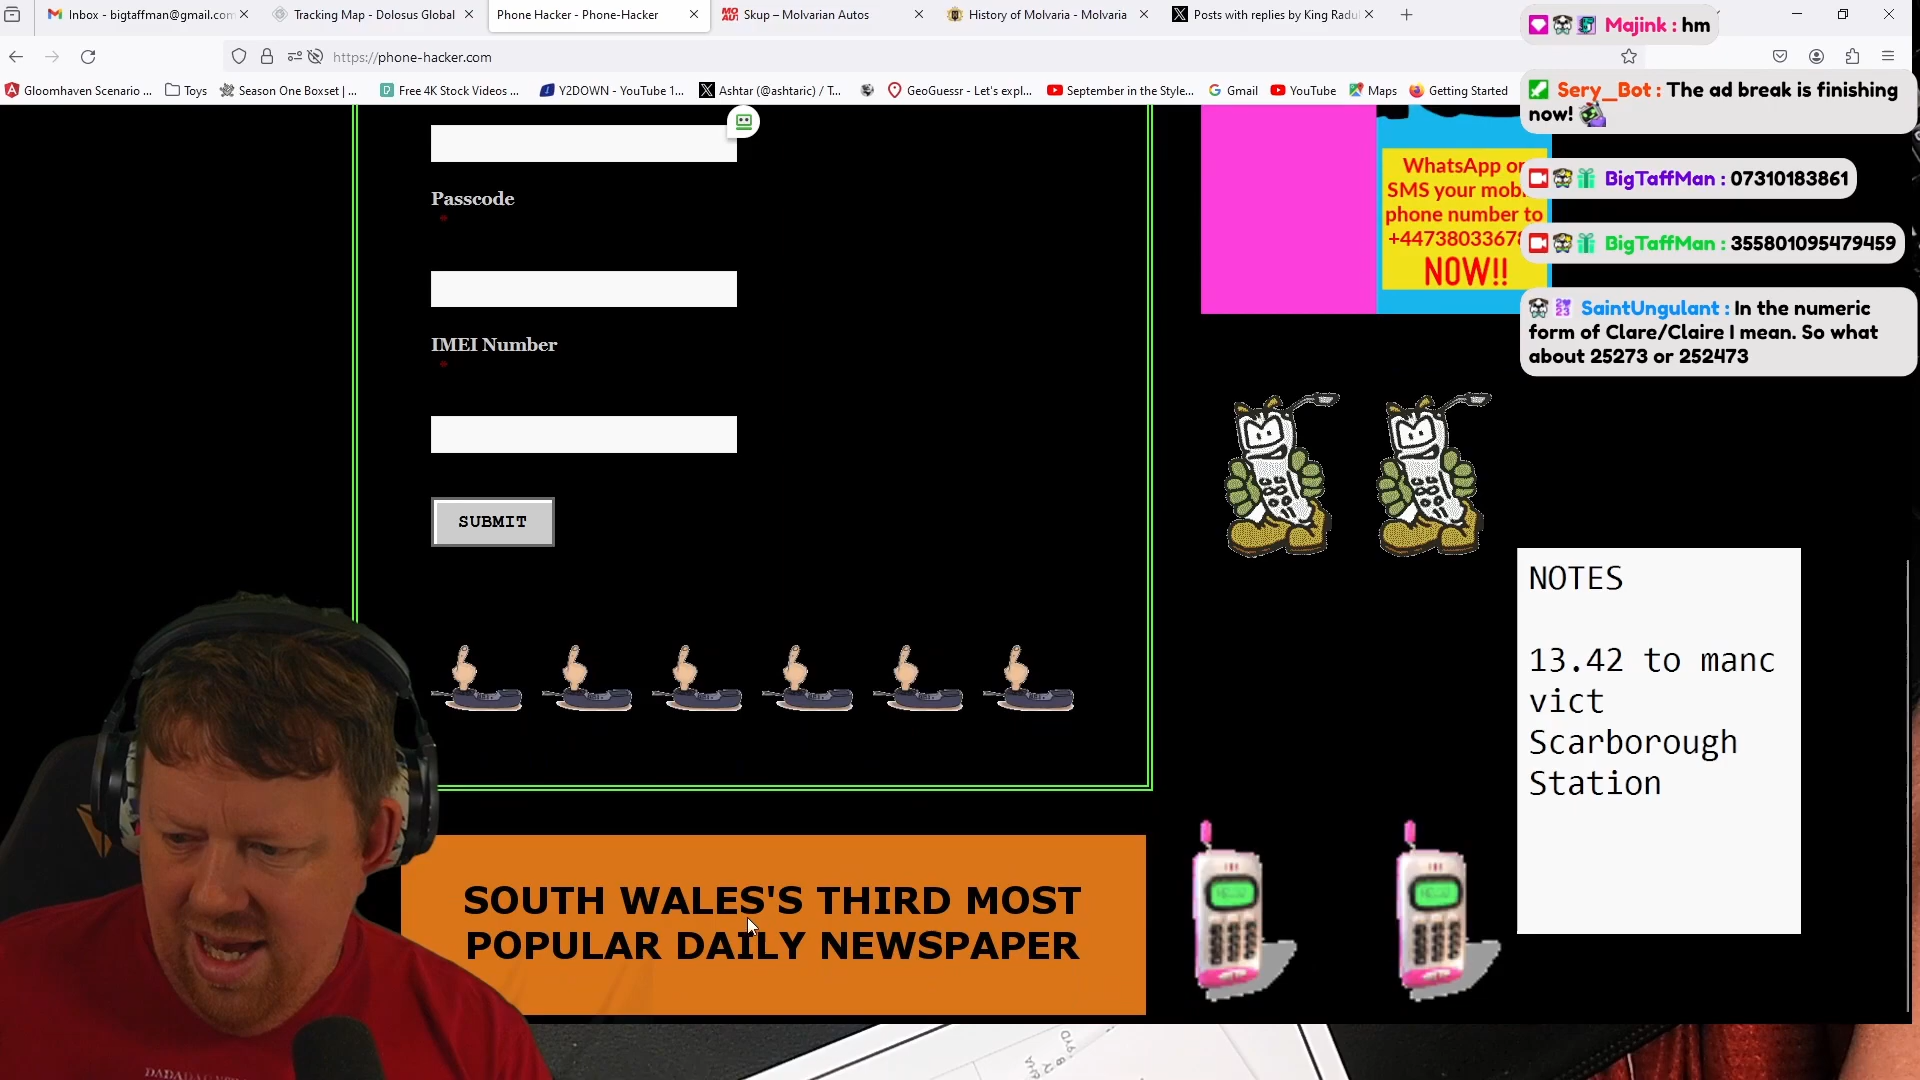 Inbox - bigtaffman@gmail.com
Tracking Map - Dolosus Global
Phone Hacker - Phone-Hacker
Skup – Molvarian Autos
History of Molvaria - Molvaria
Posts with replies by King Radu
https://phone-hacker.com
Gloomhaven Scenario ...
Toys
Season One Boxset | ...
Free 4K Stock Videos ...
Y2DOWN - YouTube 1...
Ashtar (@ashtaric) / T...
GeoGuessr - Let's expl...
September in the Style...
Gmail
YouTube
Maps
Getting Started
Majink : hm
Sery_Bot : The ad break is finishing
now!
BigTaffMan : 07310183861
BigTaffMan : 355801095479459
SaintUngulant : In the numeric
form of Clare/Claire I mean. So what
about 25273 or 252473
Passcode
*
IMEI Number
*
SUBMIT
WhatsApp or
SMS your mob
phone number to
+44738033678
NOW!!
NOTES
13.42 to manc
vict
Scarborough
Station
SOUTH WALES'S THIRD MOST
POPULAR DAILY NEWSPAPER